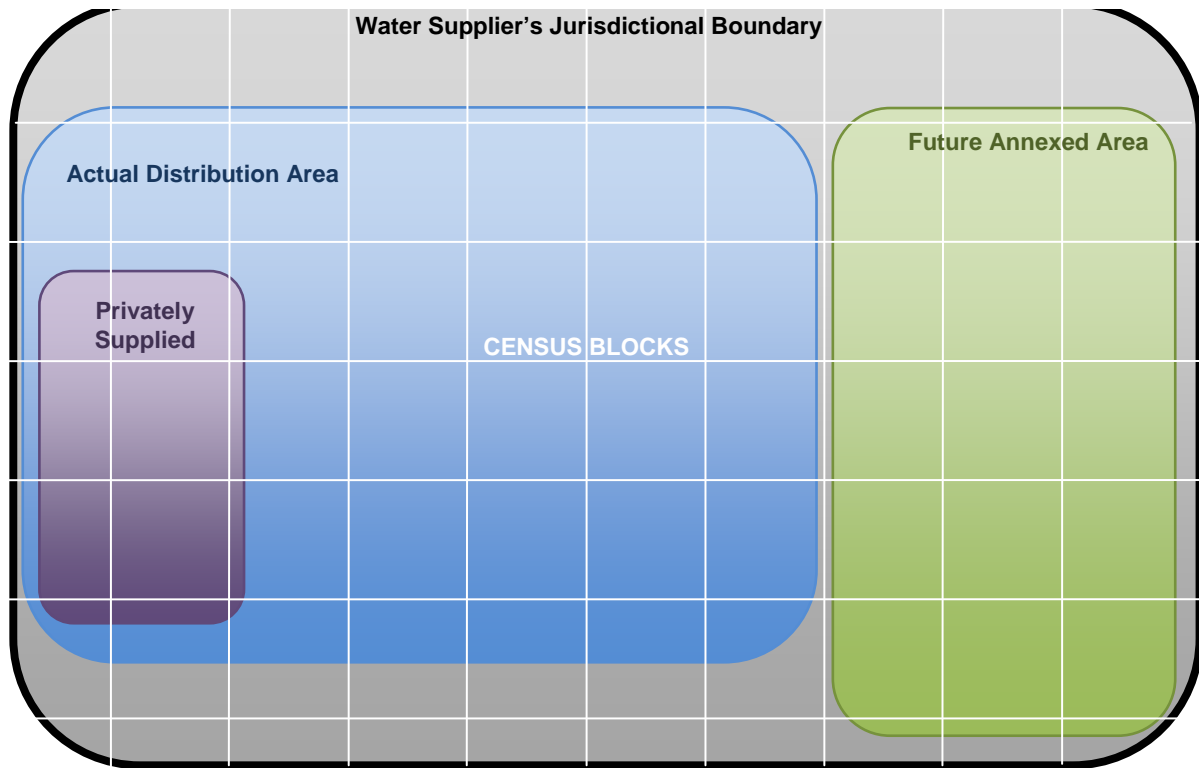 Water Supplier’s Jurisdictional Boundary
Future Annexed Area
Actual Distribution Area
Privately
Supplied
CENSUS BLOCKS